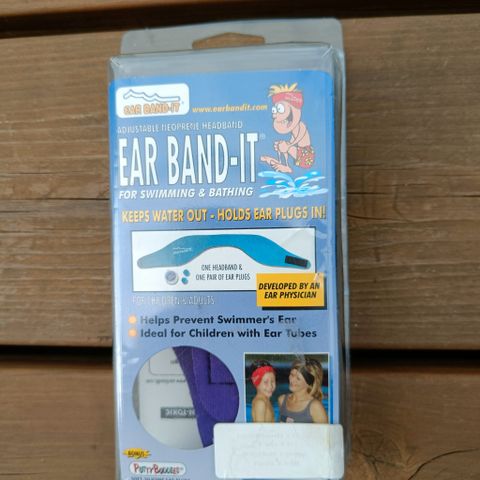 EAR BAND-IT®
www.earbandit.com
ADJUSTABLE NEOPRENE HEADBAND
EAR BAND-IT®
FOR SWIMMING & BATHING
KEEPS WATER OUT - HOLDS EAR PLUGS IN!
ONE HEADBAND &
ONE PAIR OF EAR PLUGS
DEVELOPED BY AN
EAR PHYSICIAN
FOR CHILDREN & ADULTS
Helps Prevent Swimmer's Ear
Ideal for Children with Ear Tubes
N-TOXIC
BONUS
PUTTY BUDDIES